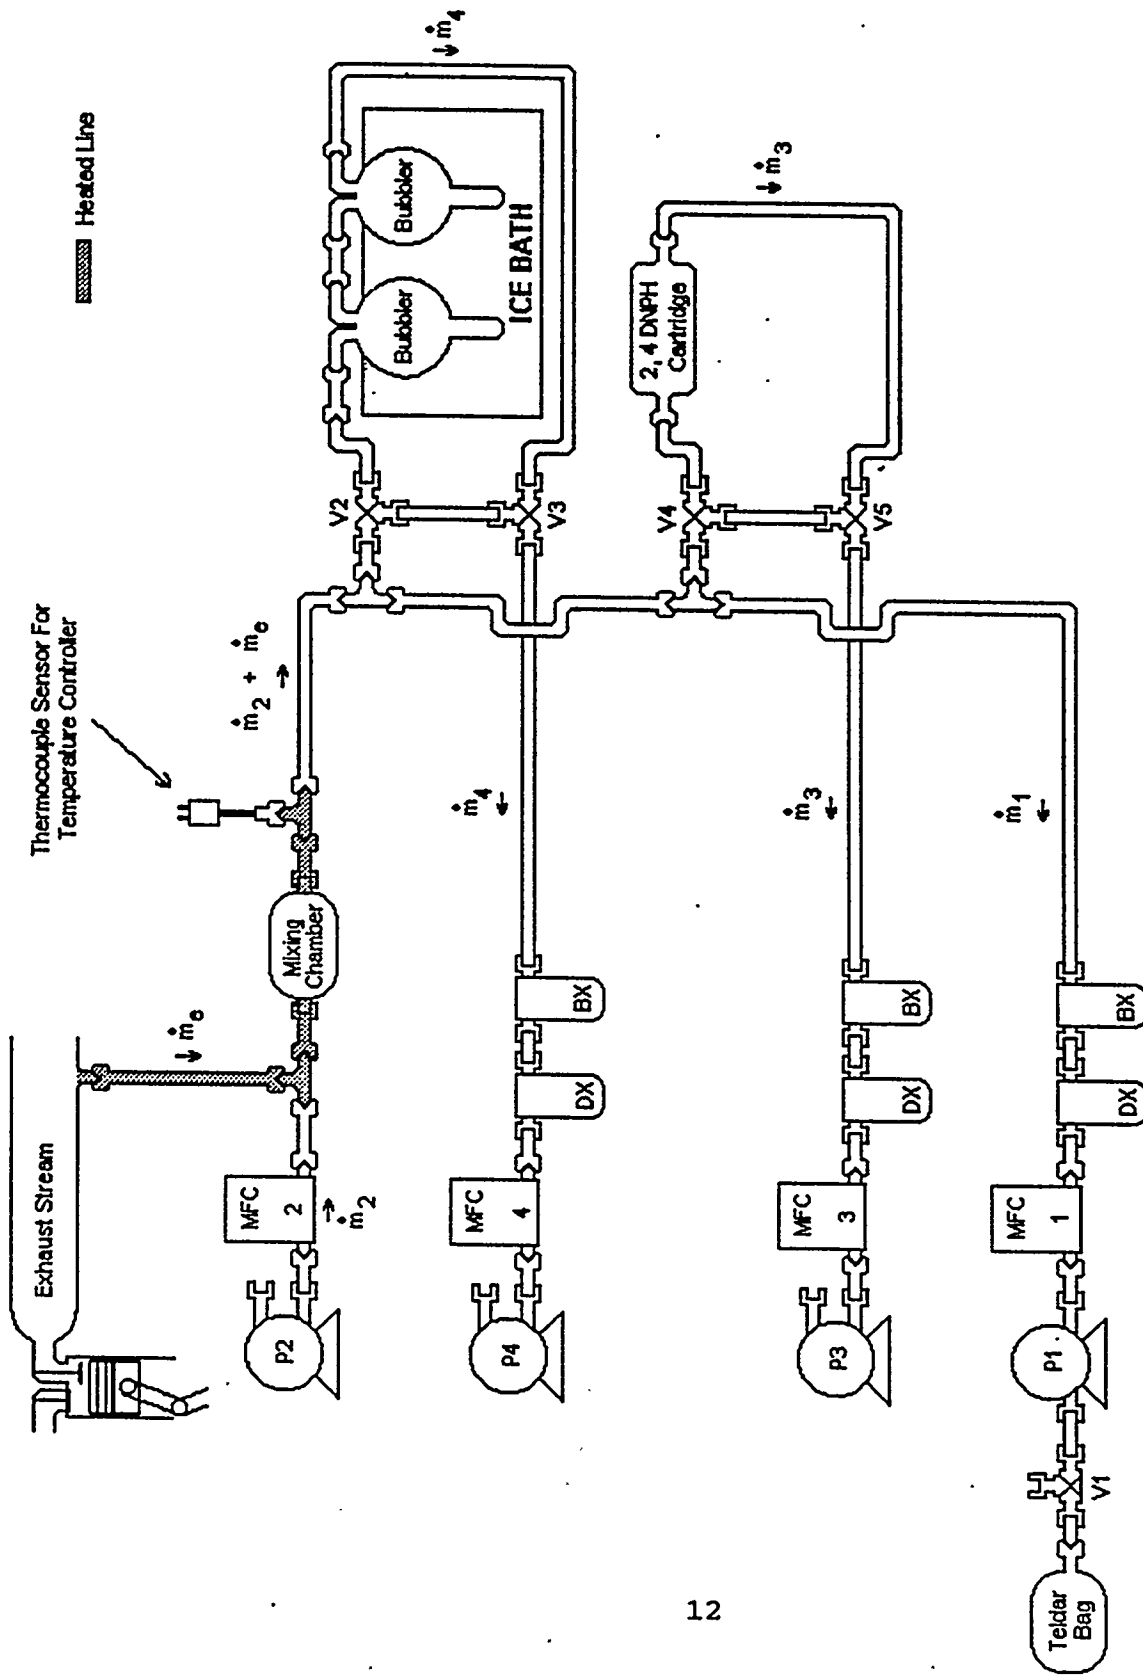 Heated Line
Thermocouple Sensor For
Temperature Controller
Exhaust Stream
ṁe
ṁ2 + ṁe
ṁ4
Mixing
Chamber
MFC
2
ṁ2
P2
V2
V3
Bubbler
Bubbler
ICE BATH
ṁ4
BX
DX
MFC
4
P4
V4
V5
2, 4 DNPH
Cartridge
ṁ3
ṁ3
BX
DX
MFC
3
P3
ṁ1
BX
DX
MFC
1
P1
V1
Teldar
Bag
12